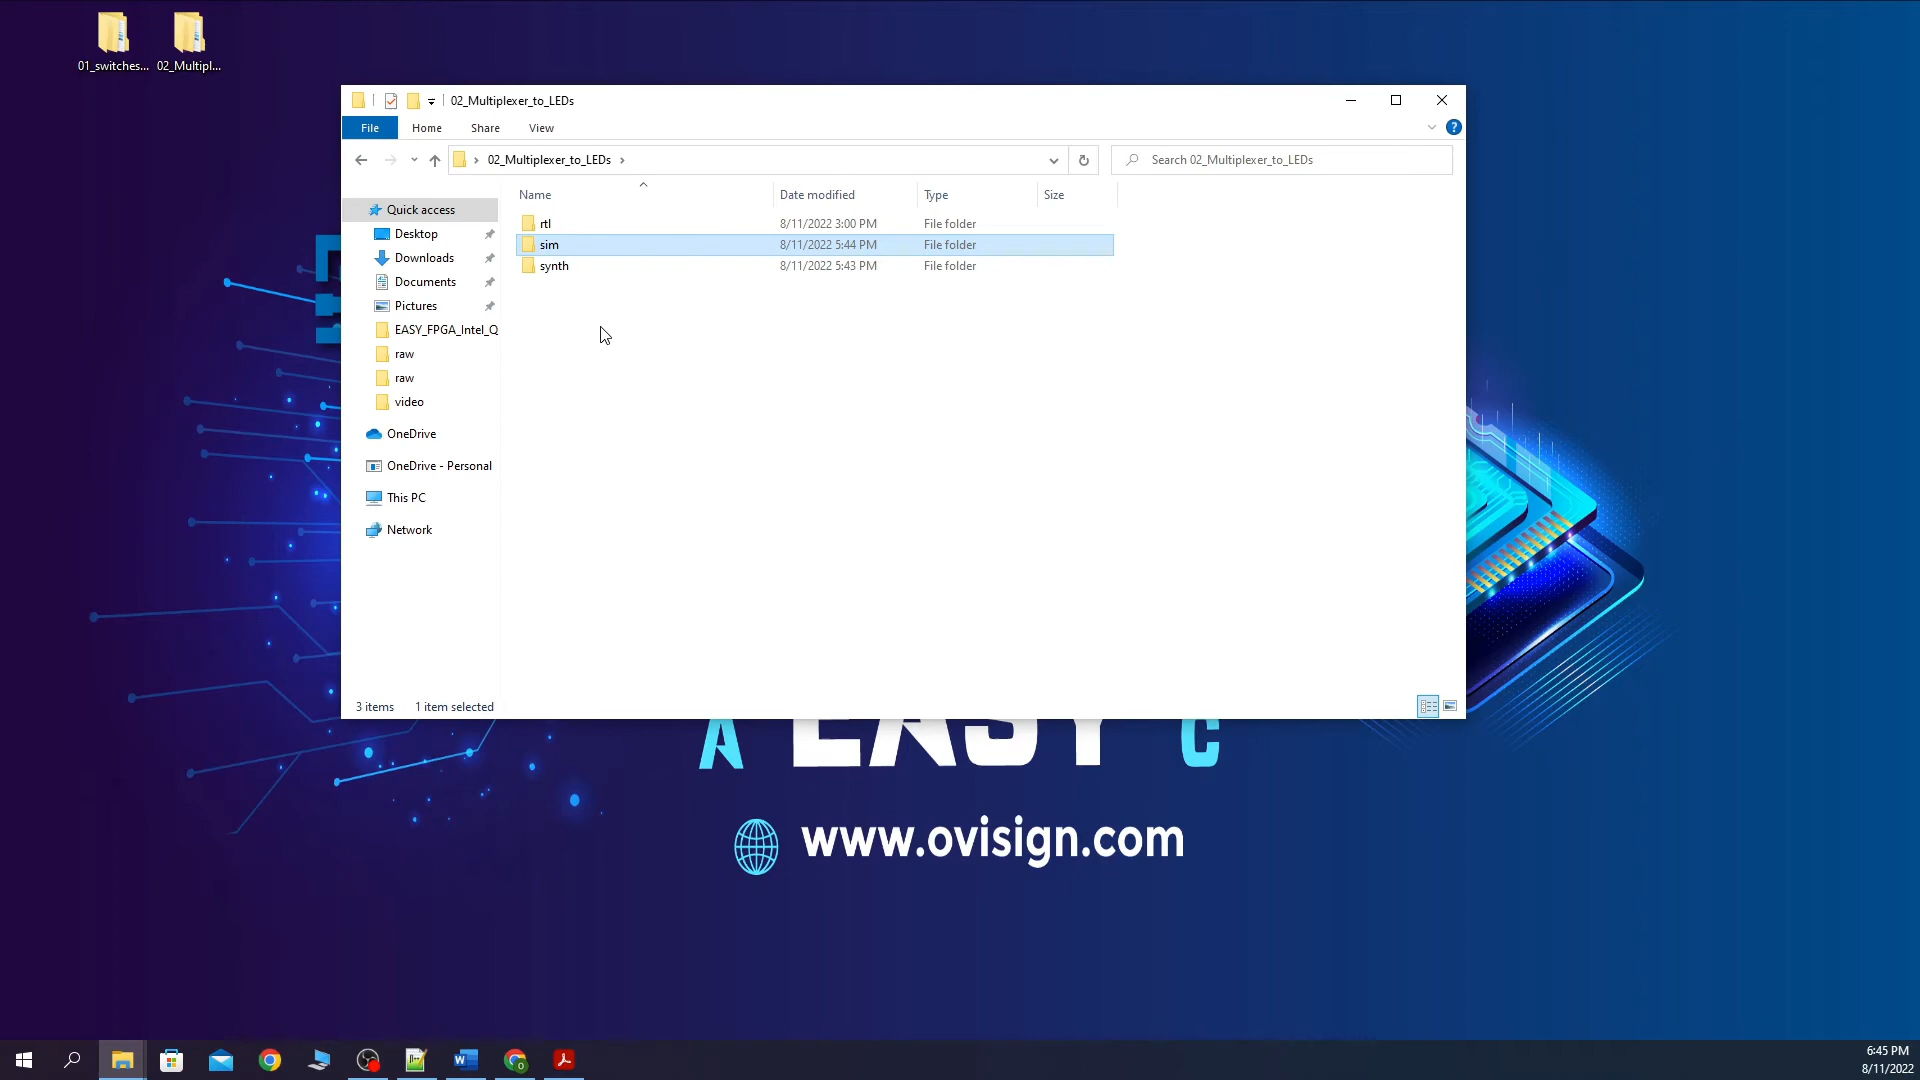 01_switches...
02_Multipl...
02_Multiplexer_to_LEDs
File
Home
Share
View
02_Multiplexer_to_LEDs
Search 02_Multiplexer_to_LEDs
Name
Date modified
Type
Size
Quick access
Desktop
Downloads
Documents
Pictures
EASY_FPGA_Intel_Q
raw
raw
video
OneDrive
OneDrive - Personal
This PC
Network
rtl 8/11/2022 3:00 PM File folder
sim 8/11/2022 5:44 PM File folder
synth 8/11/2022 5:43 PM File folder
3 items 1 item selected
A EASY C
www.ovisign.com
6:45 PM
8/11/2022